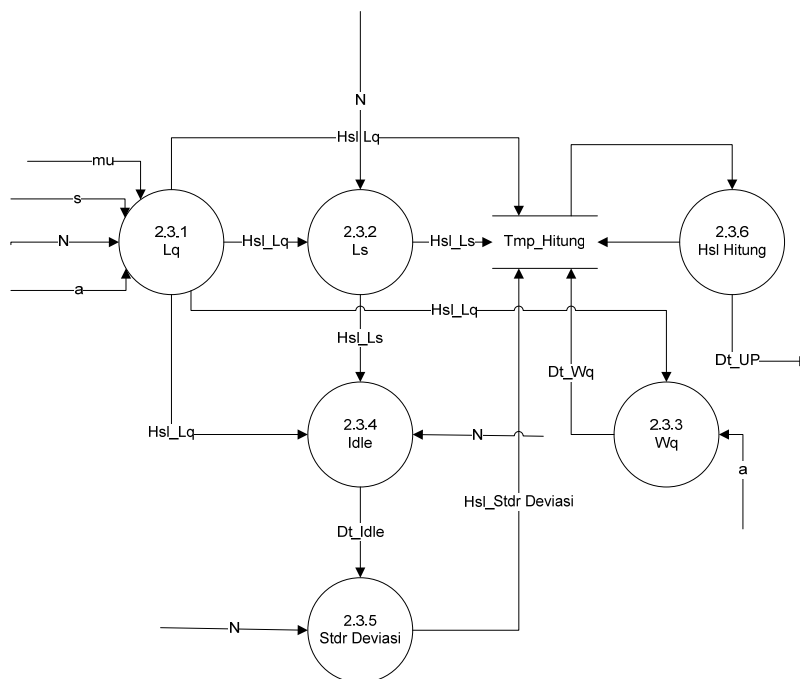 N
Hsl_Lq
mu
s
N
a
2.3.1
Lq
Hsl_Lq
2.3.2
Ls
Hsl_Ls
Tmp_Hitung
2.3.6
Hsl Hitung
Hsl_Lq
Hsl_Ls
Dt_UP
Dt_Wq
Hsl_Lq
2.3.4
Idle
N
2.3.3
Wq
a
Hsl_Stdr Deviasi
Dt_Idle
N
2.3.5
Stdr Deviasi